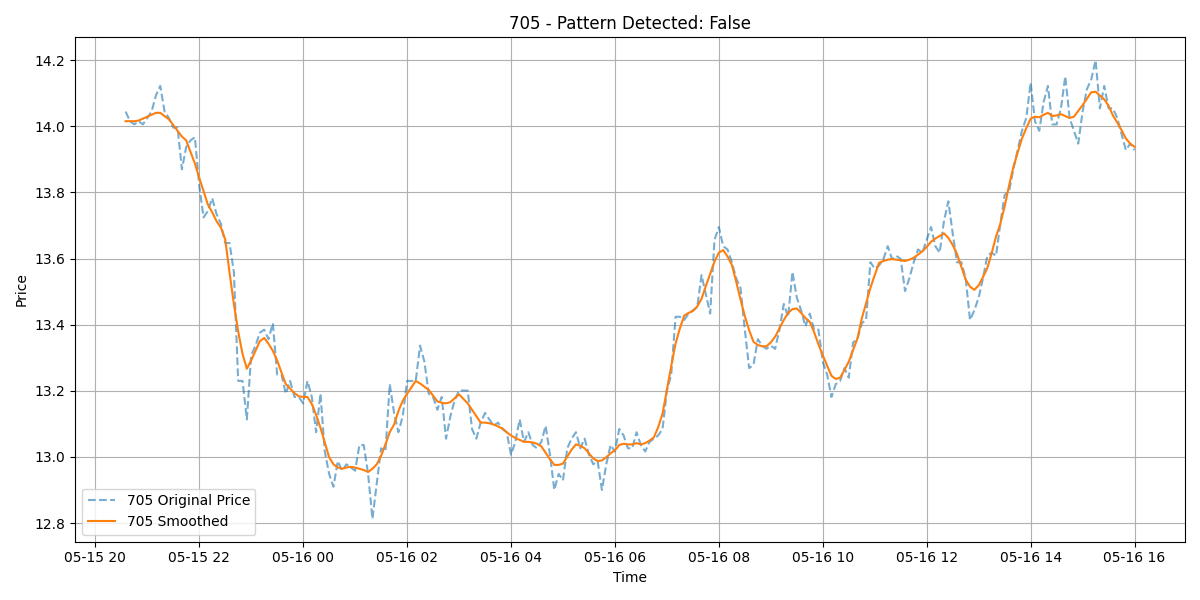 705 - Pattern Detected: False
14.2
14.0
13.8
13.6
13.4
13.2
13.0
12.8
Price
705 Original Price
705 Smoothed
05-15 20 05-15 22 05-16 00 05-16 02 05-16 04 05-16 06 05-16 08 05-16 10 05-16 12 05-16 14 05-16 16
Time